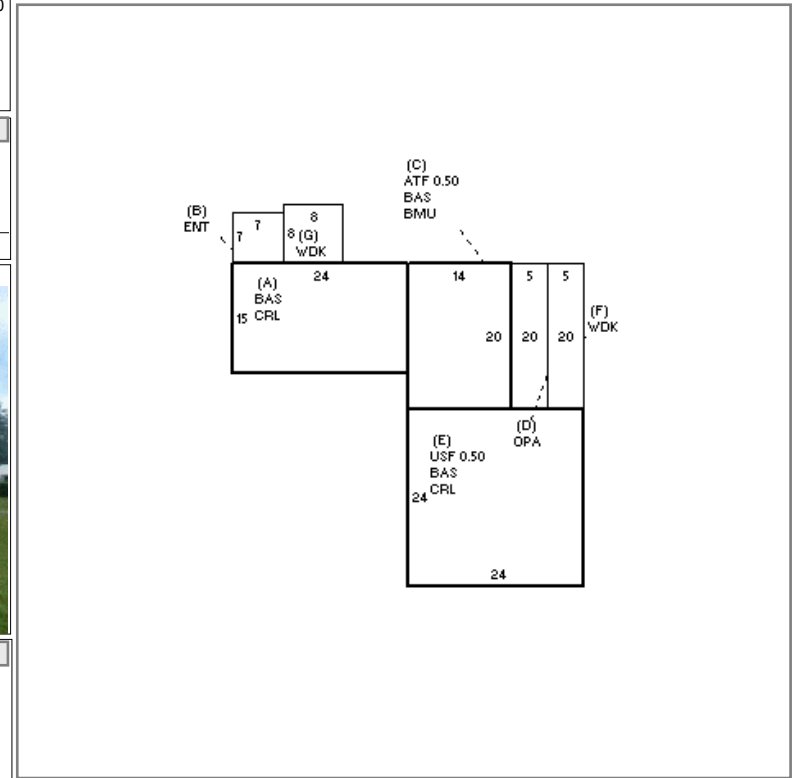 0
(C)
ATF 0.50
BAS
BMU
(B)
ENT
7
7
8
8 (G)
WDK
24
(A)
BAS
15 CRL
14
20
5
20
5
20
(F)
WDK
(D)
OPA
(E)
USF 0.50
BAS
CRL
24
24